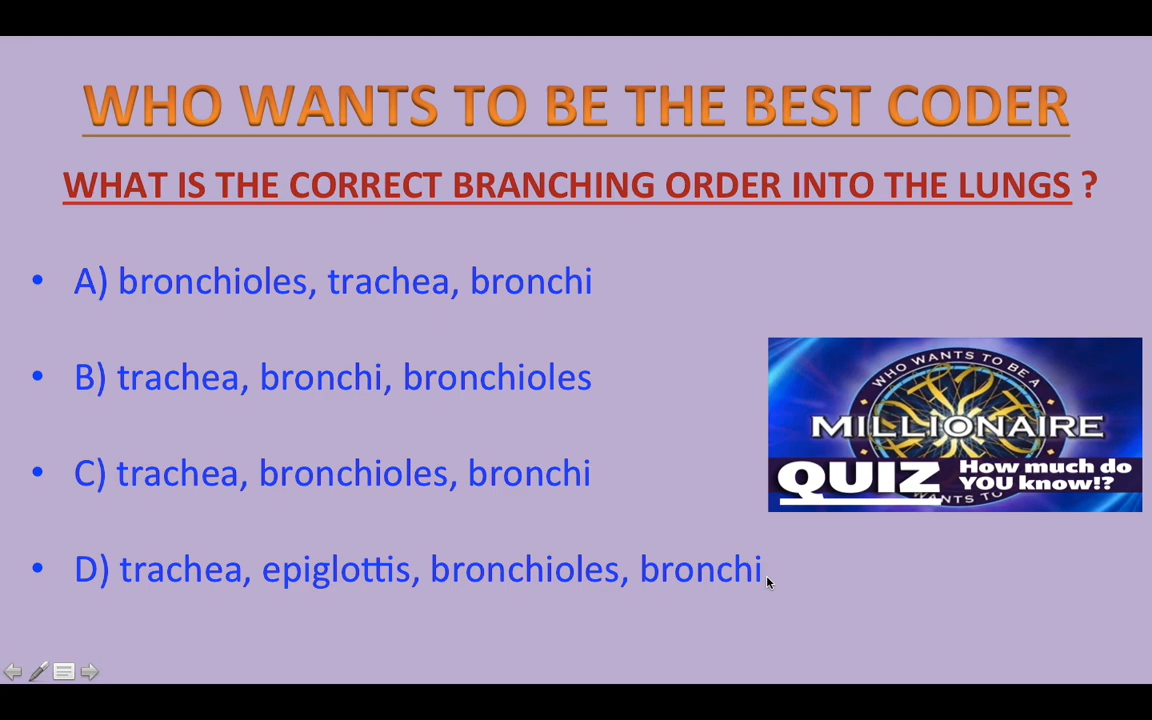 WHO WANTS TO BE THE BEST CODER
WHAT IS THE CORRECT BRANCHING ORDER INTO THE LUNGS ?
• A) bronchioles, trachea, bronchi
• B) trachea, bronchi, bronchioles
• C) trachea, bronchioles, bronchi
• D) trachea, epiglottis, bronchioles, bronchi
WHO WANTS TO BE A
MILLIONAIRE
QUIZ
How much do
YOU know!?
WANTS TO